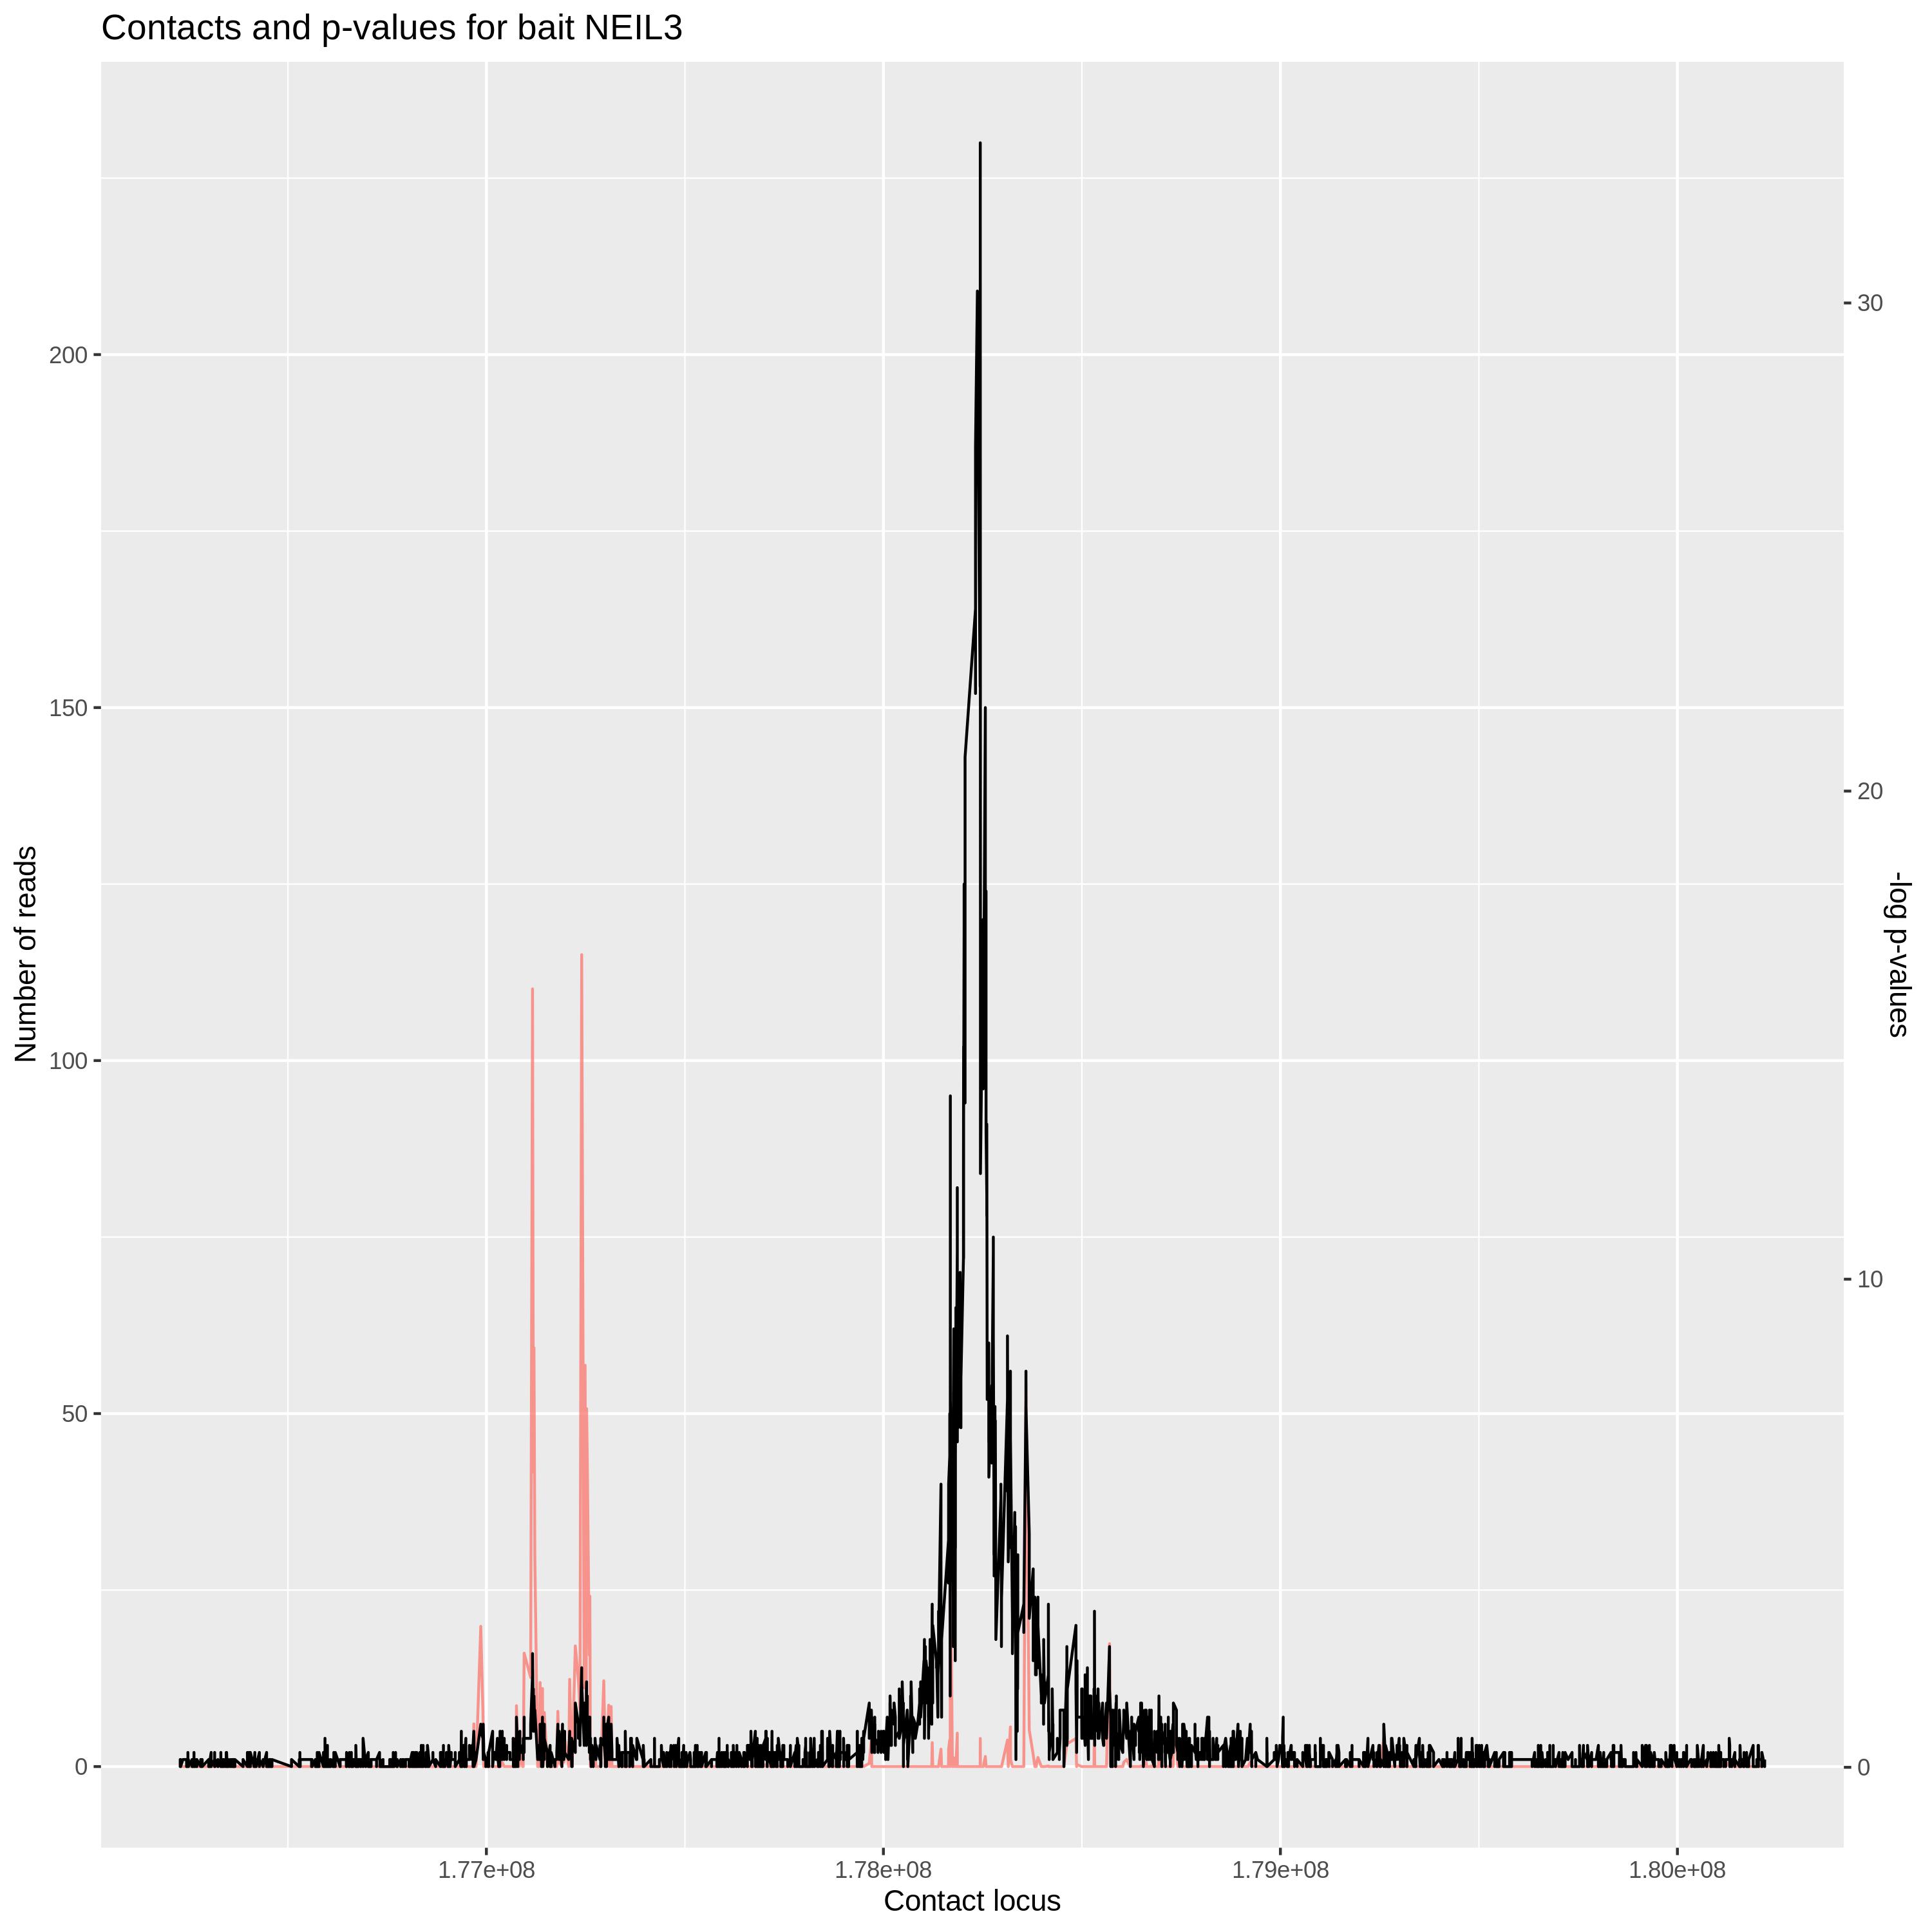 Contacts and p-values for bait NEIL3
Number of reads
200
150
100
50
0
30
20
10
0
-log p-values
1.77e+08
1.78e+08
1.79e+08
1.80e+08
Contact locus